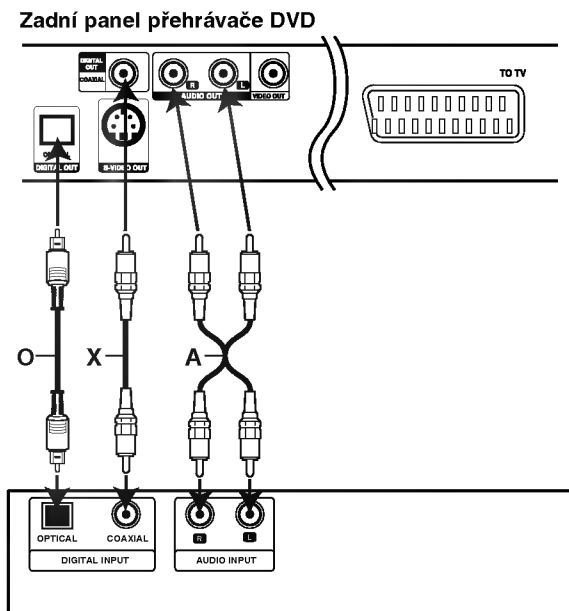 Zadní panel přehrávače DVD
DIGITAL
OUT
COAXIAL
R
L
AUDIO OUT
VIDEO OUT
TO TV
DIGITAL OUT
S-VIDEO OUT
O
X
A
OPTICAL
COAXIAL
R
L
DIGITAL INPUT
AUDIO INPUT